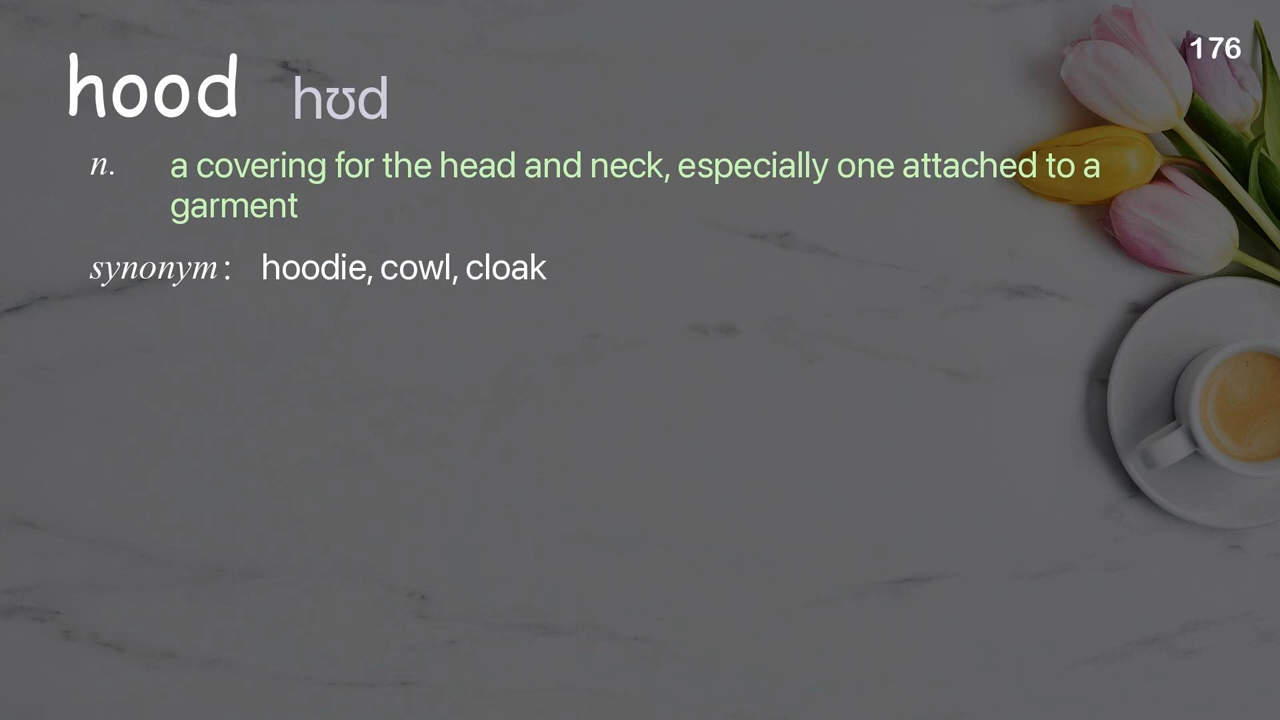 176
hood hʊd
n. a covering for the head and neck, especially one attached to a
garment
synonym : hoodie, cowl, cloak